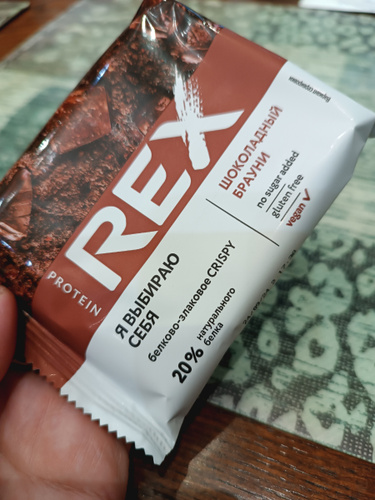 PROTEIN
REX
ШОКОЛАДНЫЙ
БРАУНИ
no sugar added
gluten free
vegan
Я ВЫБИРАЮ
СЕБЯ
белково-злаковое CRISPY
20%
натурального
белка